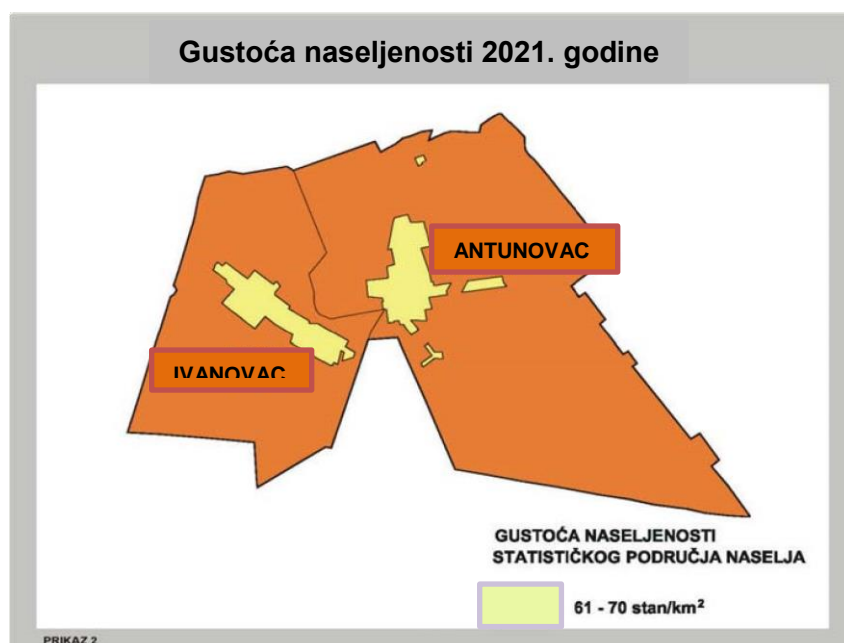 Gustoća naseljenosti 2021. godine
ANTUNOVAC
IVANOVAC
GUSTOĆA NASELJENOSTI
STATISTIČKOG PODRUČJA NASELJA
61 - 70 stan/km²
PRIKAZ 2